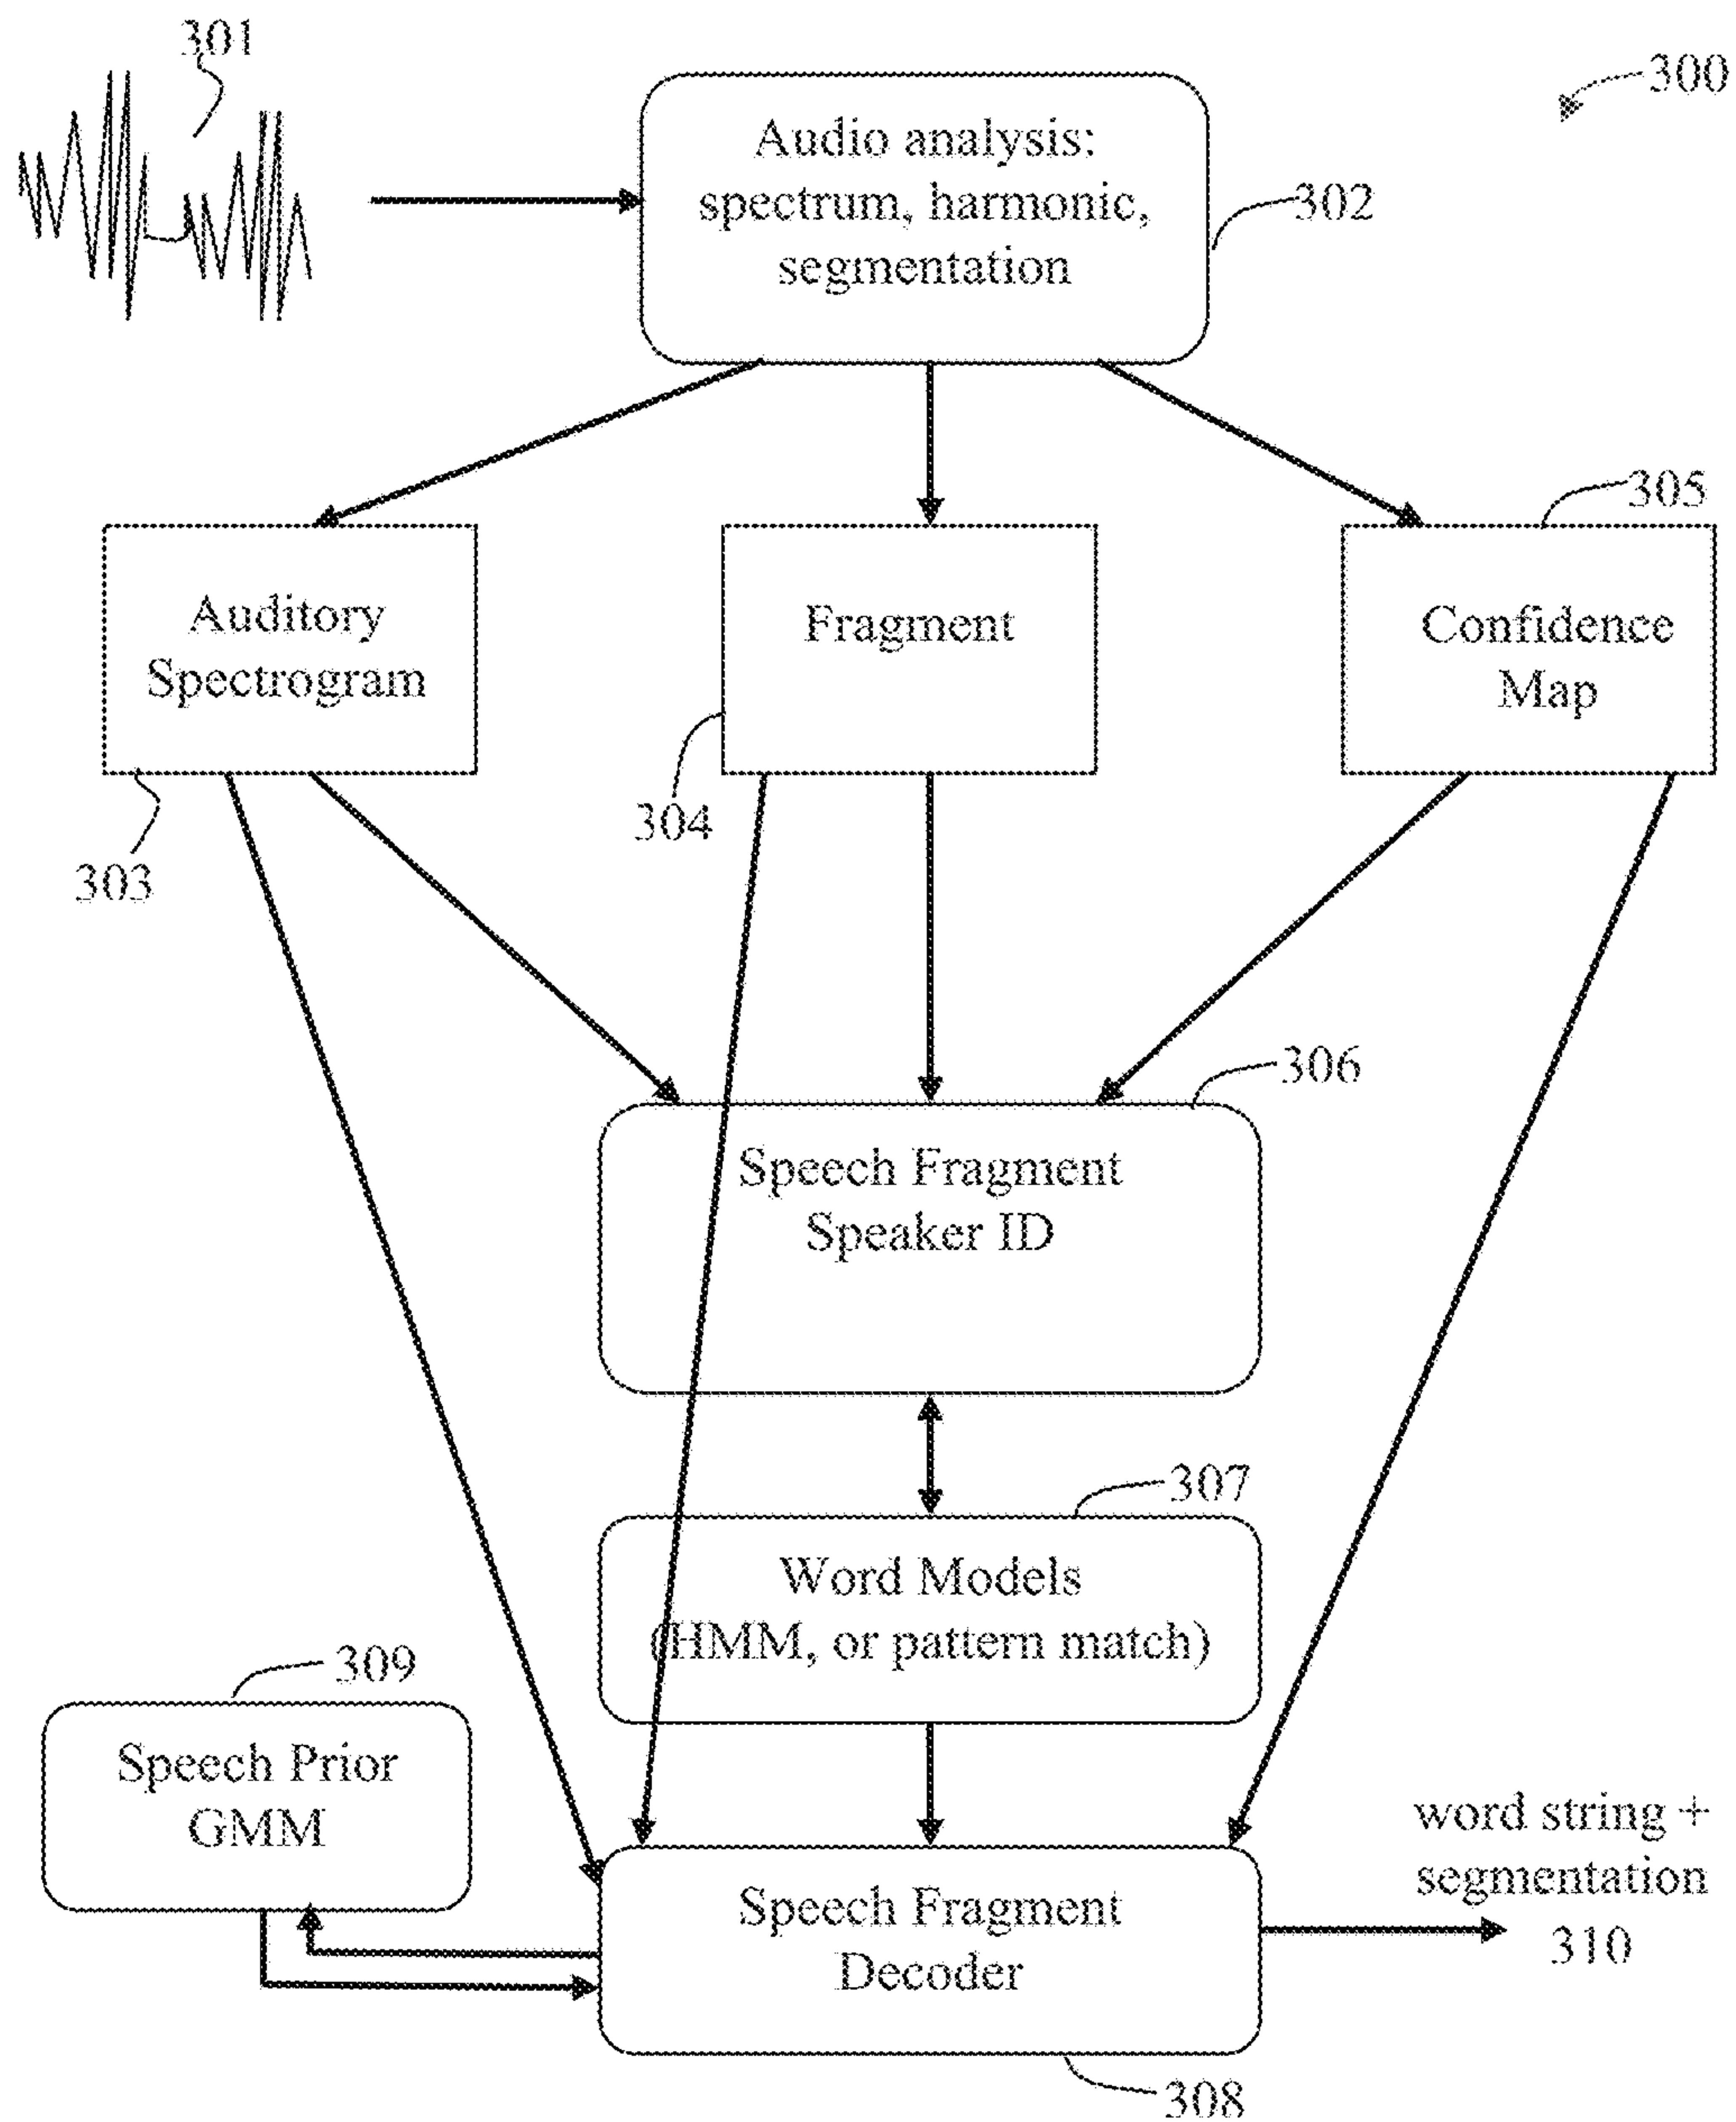 301
300
Audio analysis:
spectrum, harmonic,
segmentation
302
305
Auditory
Spectrogram
Fragment
Confidence
Map
304
303
306
Speech Fragment
Speaker ID
307
Word Models
(HMM, or pattern match)
309
Speech Prior
GMM
word string +
segmentation
310
Speech Fragment
Decoder
308